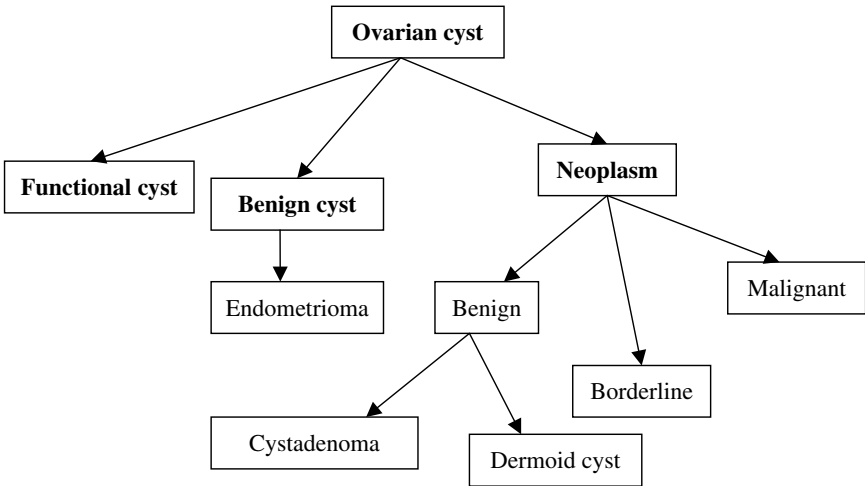 Ovarian cyst
Functional cyst
Benign cyst
Neoplasm
Endometrioma
Benign
Malignant
Borderline
Cystadenoma
Dermoid cyst